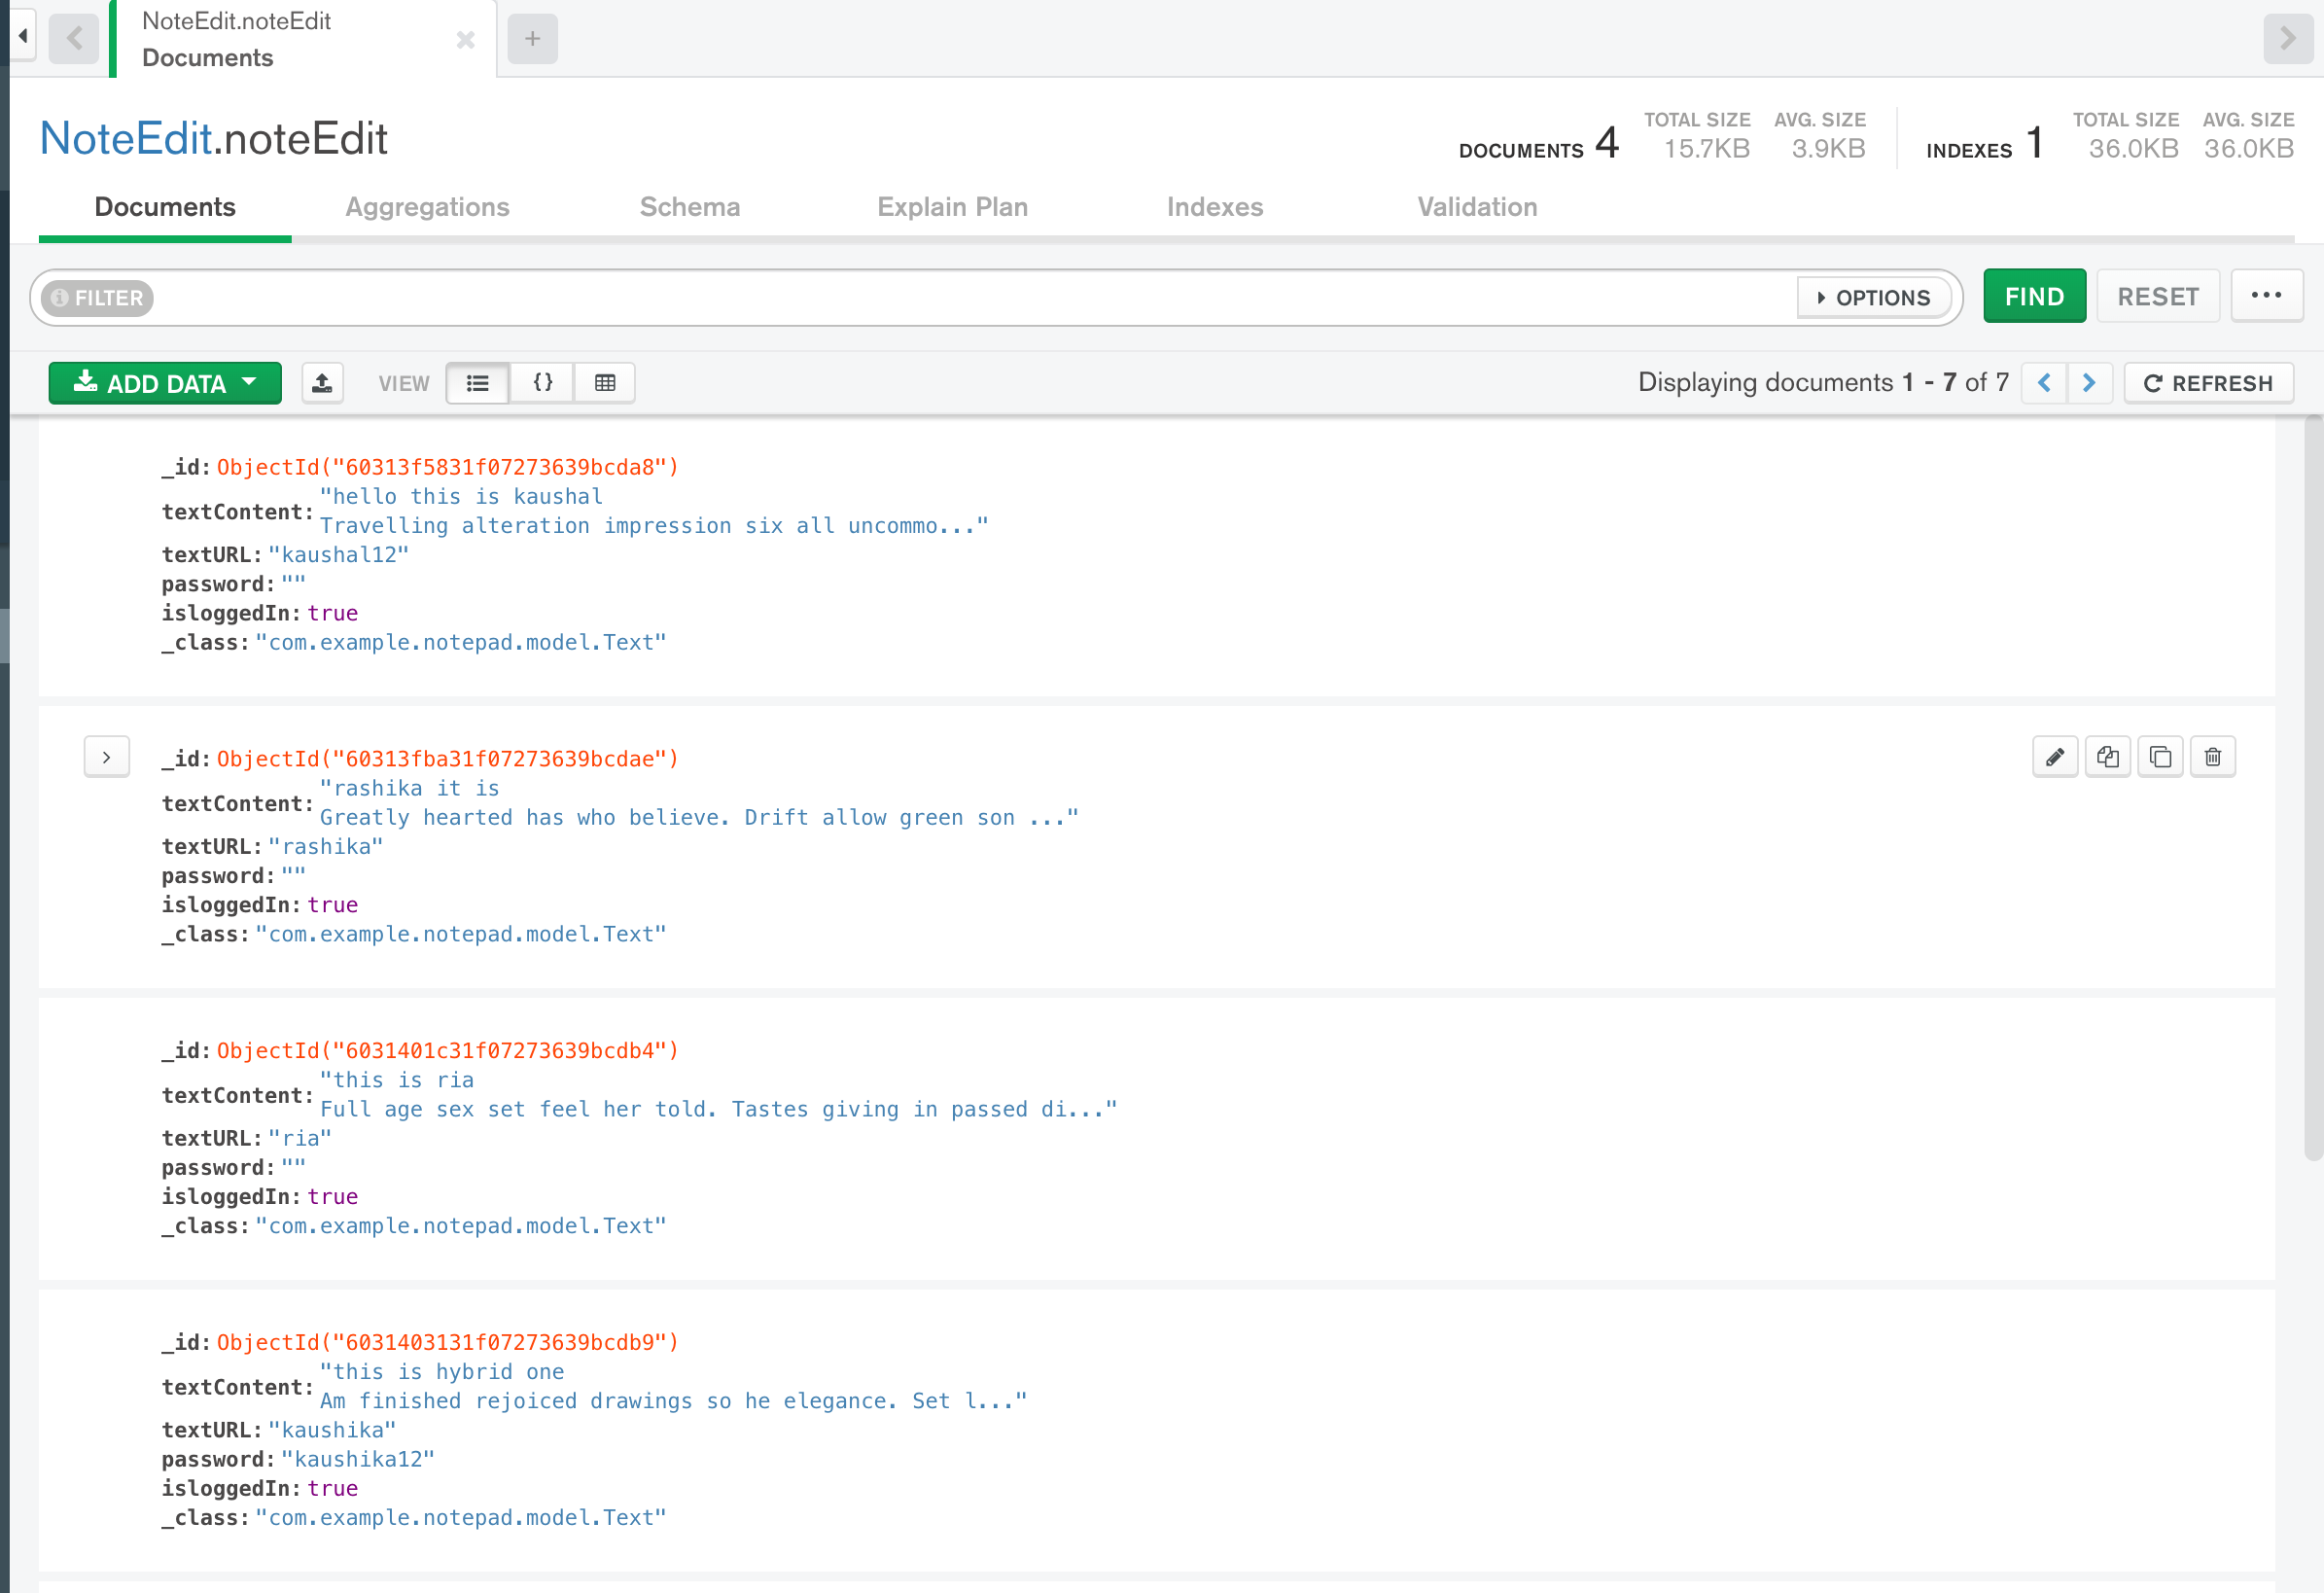 NoteEdit.noteEdit
Documents
NoteEdit.noteEdit
DOCUMENTS 4 TOTAL SIZE 15.7KB AVG. SIZE 3.9KB INDEXES 1 TOTAL SIZE 36.0KB AVG. SIZE 36.0KB
Documents Aggregations Schema Explain Plan Indexes Validation
FILTER OPTIONS FIND RESET ...
ADD DATA VIEW {} Displaying documents 1 - 7 of 7 REFRESH
_id: ObjectId("60313f5831f07273639bcda8")
textContent: "hello this is kaushal
Travelling alteration impression six all uncommo..."
textURL: "kaushal12"
password: ""
isloggedIn: true
_class: "com.example.notepad.model.Text"
_id: ObjectId("60313fba31f07273639bcdae")
textContent: "rashika it is
Greatly hearted has who believe. Drift allow green son ..."
textURL: "rashika"
password: ""
isloggedIn: true
_class: "com.example.notepad.model.Text"
_id: ObjectId("6031401c31f07273639bcdb4")
textContent: "this is ria
Full age sex set feel her told. Tastes giving in passed di..."
textURL: "ria"
password: ""
isloggedIn: true
_class: "com.example.notepad.model.Text"
_id: ObjectId("6031403131f07273639bcdb9")
textContent: "this is hybrid one
Am finished rejoiced drawings so he elegance. Set l..."
textURL: "kaushika"
password: "kaushika12"
isloggedIn: true
_class: "com.example.notepad.model.Text"